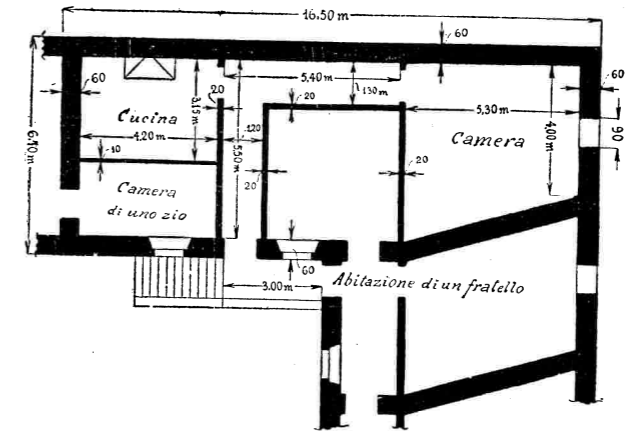 16.50 m
60
60
60
6.10 m
5,40 m
1 30 m
3,15 m
20
20
Cucina
4.20 m
.120
5.50 m
5,30 m
4,00 m
90
Camera
10
20
20
Camera
di uno zio
60
3.00 m
Abitazione di un fratello